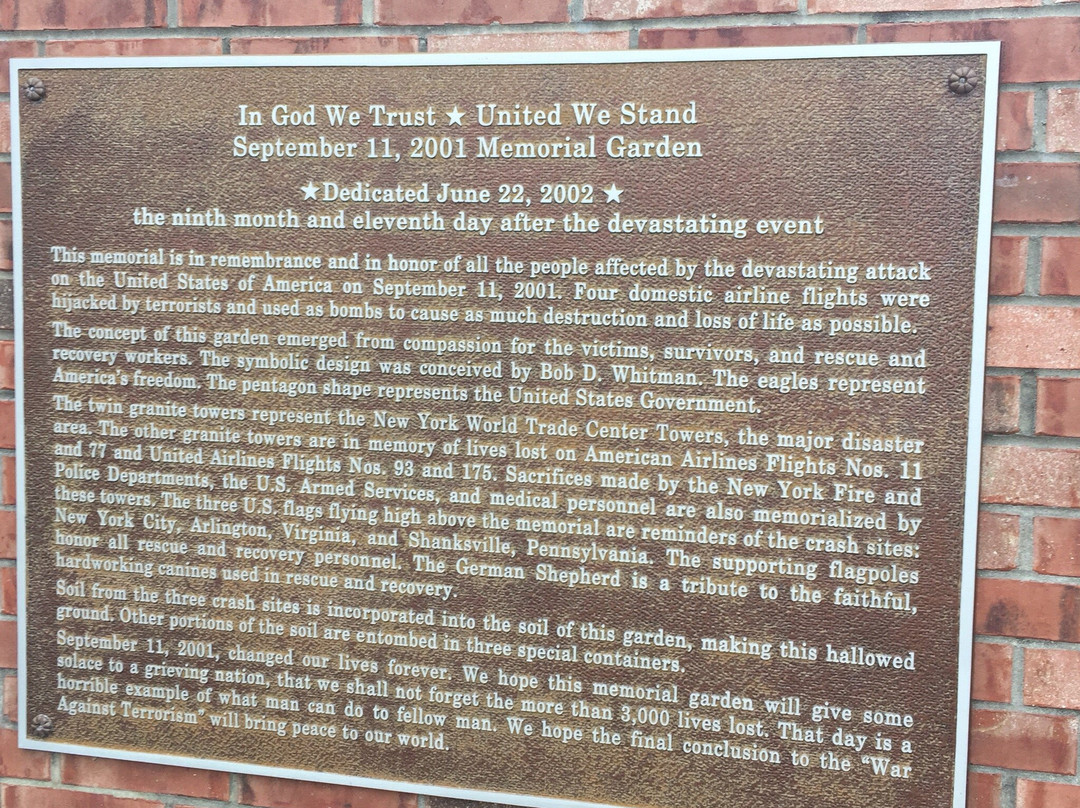 In God We Trust ★ United We Stand
September 11, 2001 Memorial Garden
★Dedicated June 22, 2002 ★
the ninth month and eleventh day after the devastating event
This memorial is in remembrance and in honor of all the people affected by the devastating attack
on the United States of America on September 11, 2001. Four domestic airline flights were
hijacked by terrorists and used as bombs to cause as much destruction and loss of life as possible.
The concept of this garden emerged from compassion for the victims, survivors, and rescue and
recovery workers. The symbolic design was conceived by Bob D. Whitman. The eagles represent
America's freedom. The pentagon shape represents the United States Government.
The twin granite towers represent the New York World Trade Center Towers, the major disaster
area. The other granite towers are in memory of lives lost on American Airlines Flights Nos. 11
and 77 and United Airlines Flights Nos. 93 and 175. Sacrifices made by the New York Fire and
Police Departments, the U.S. Armed Services, and medical personnel are also memorialized by
these towers. The three U.S. flags flying high above the memorial are reminders of the crash sites:
New York City, Arlington, Virginia, and Shanksville, Pennsylvania. The supporting flagpoles
honor all rescue and recovery personnel. The German Shepherd is a tribute to the faithful,
hardworking canines used in rescue and recovery.
Soil from the three crash sites is incorporated into the soil of this garden, making this hallowed
ground. Other portions of the soil are entombed in three special containers.
September 11, 2001, changed our lives forever. We hope this memorial garden will give some
solace to a grieving nation, that we shall not forget the more than 3,000 lives lost. That day is a
horrible example of what man can do to fellow man. We hope the final conclusion to the "War
Against Terrorism" will bring peace to our world.